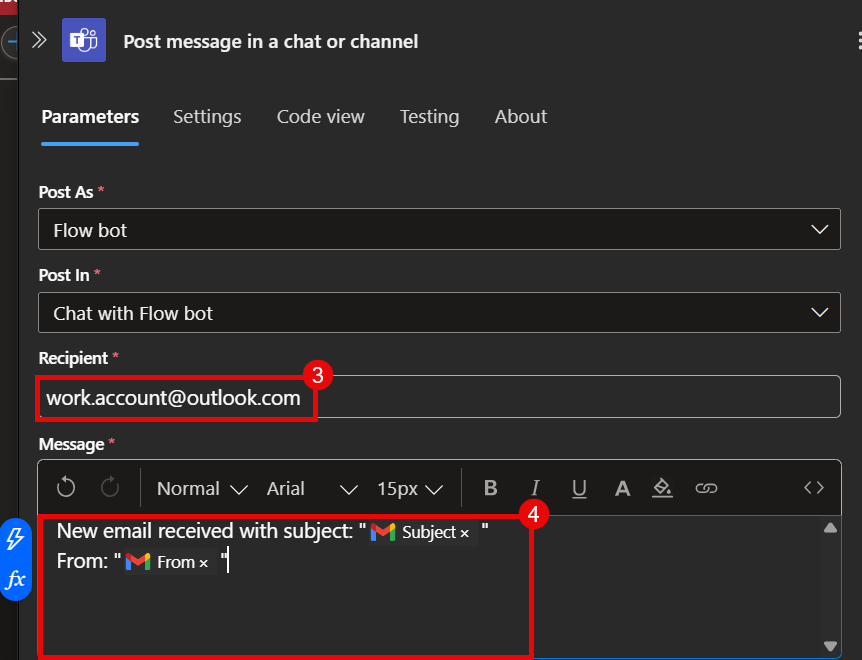 Post message in a chat or channel
Parameters Settings Code view Testing About
Post As *
Flow bot
Post In *
Chat with Flow bot
Recipient *
3
work.account@outlook.com
Message *
Normal Arial 15px B I U A
4
New email received with subject: " Subject × "
From: " From × "
fx